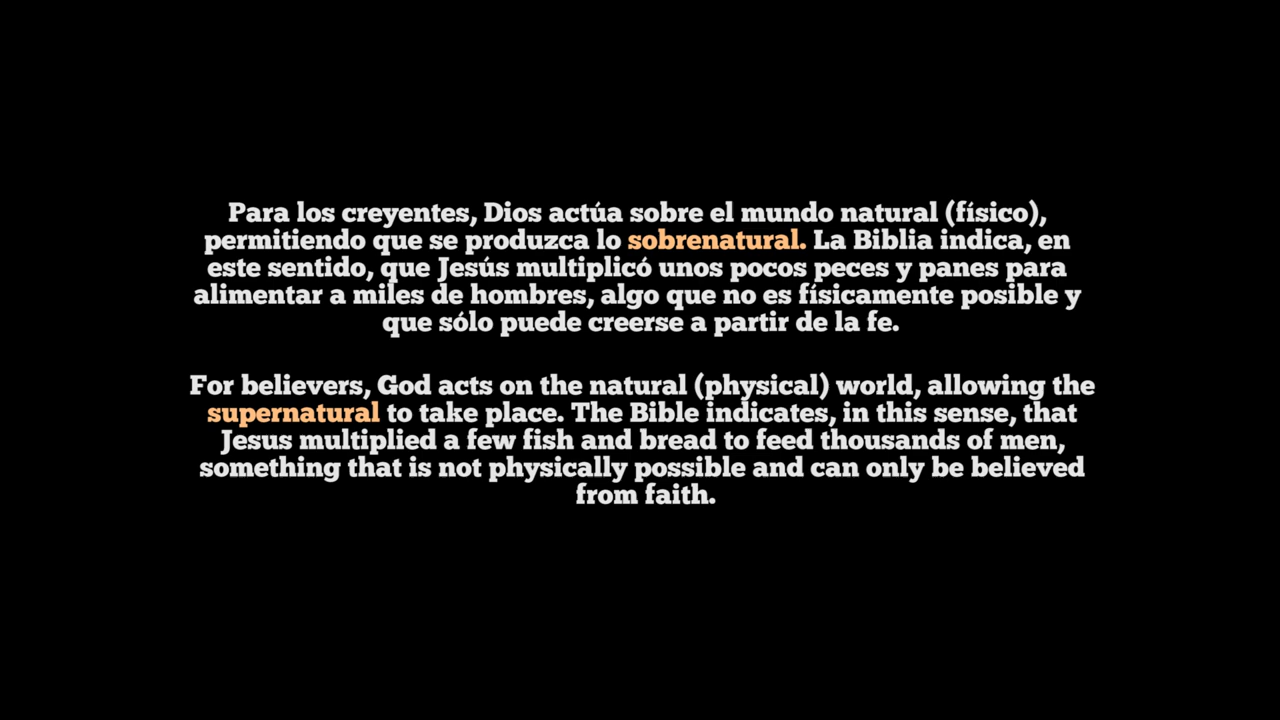 Para los creyentes, Dios actúa sobre el mundo natural (físico),
permitiendo que se produzca lo sobrenatural. La Biblia indica, en
este sentido, que Jesús multiplicó unos pocos peces y panes para
alimentar a miles de hombres, algo que no es físicamente posible y
que sólo puede creerse a partir de la fe.
For believers, God acts on the natural (physical) world, allowing the
supernatural to take place. The Bible indicates, in this sense, that
Jesus multiplied a few fish and bread to feed thousands of men,
something that is not physically possible and can only be believed
from faith.